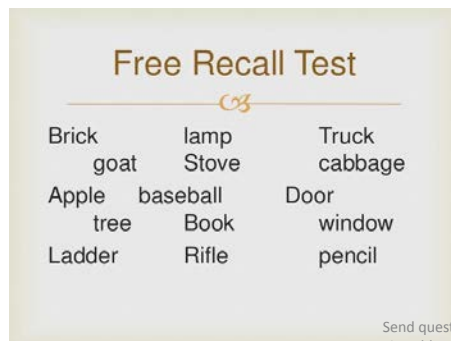 Free Recall Test
Brick lamp Truck
goat Stove cabbage
Apple baseball Door
tree Book window
Ladder Rifle pencil
Send quest